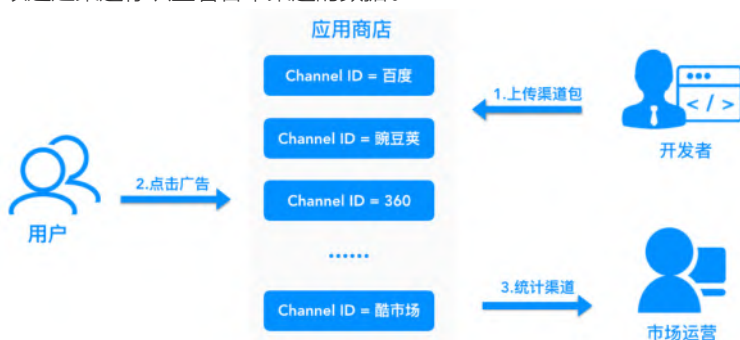 应用商店
Channel ID = 百度
1.上传渠道包
</>
开发者
Channel ID = 豌豆荚
2.点击广告
Channel ID = 360
用户
······
3.统计渠道
Channel ID = 酷市场
市场运营